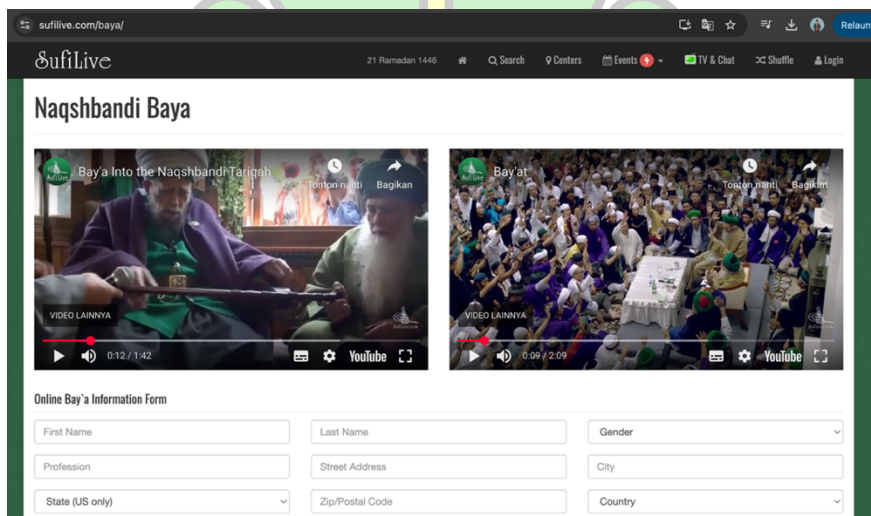 sufilive.com/baya/
Relaun
SufiLive
21 Ramadan 1446 Search Centers Events TV & Chat Shuffle Login
Naqshbandi Baya
Bay'a Into the Naqshbandi Tariqah
Tonton nanti Bagikan
VIDEO LAINNYA
0:12 / 1:42 YouTube
Bay'at
Tonton nanti Bagikan
VIDEO LAINNYA
0:09 / 2:09 YouTube
Online Bay`a Information Form
First Name Last Name Gender
Profession Street Address City
State (US only) Zip/Postal Code Country